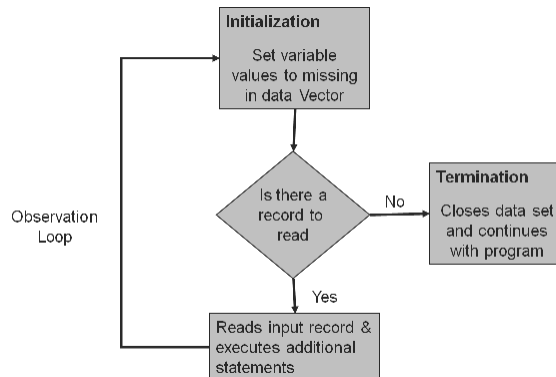 Initialization
Set variable
values to missing
in data Vector
Is there a
record to
read
No
Termination
Closes data set
and continues
with program
Observation
Loop
Yes
Reads input record &
executes additional
statements